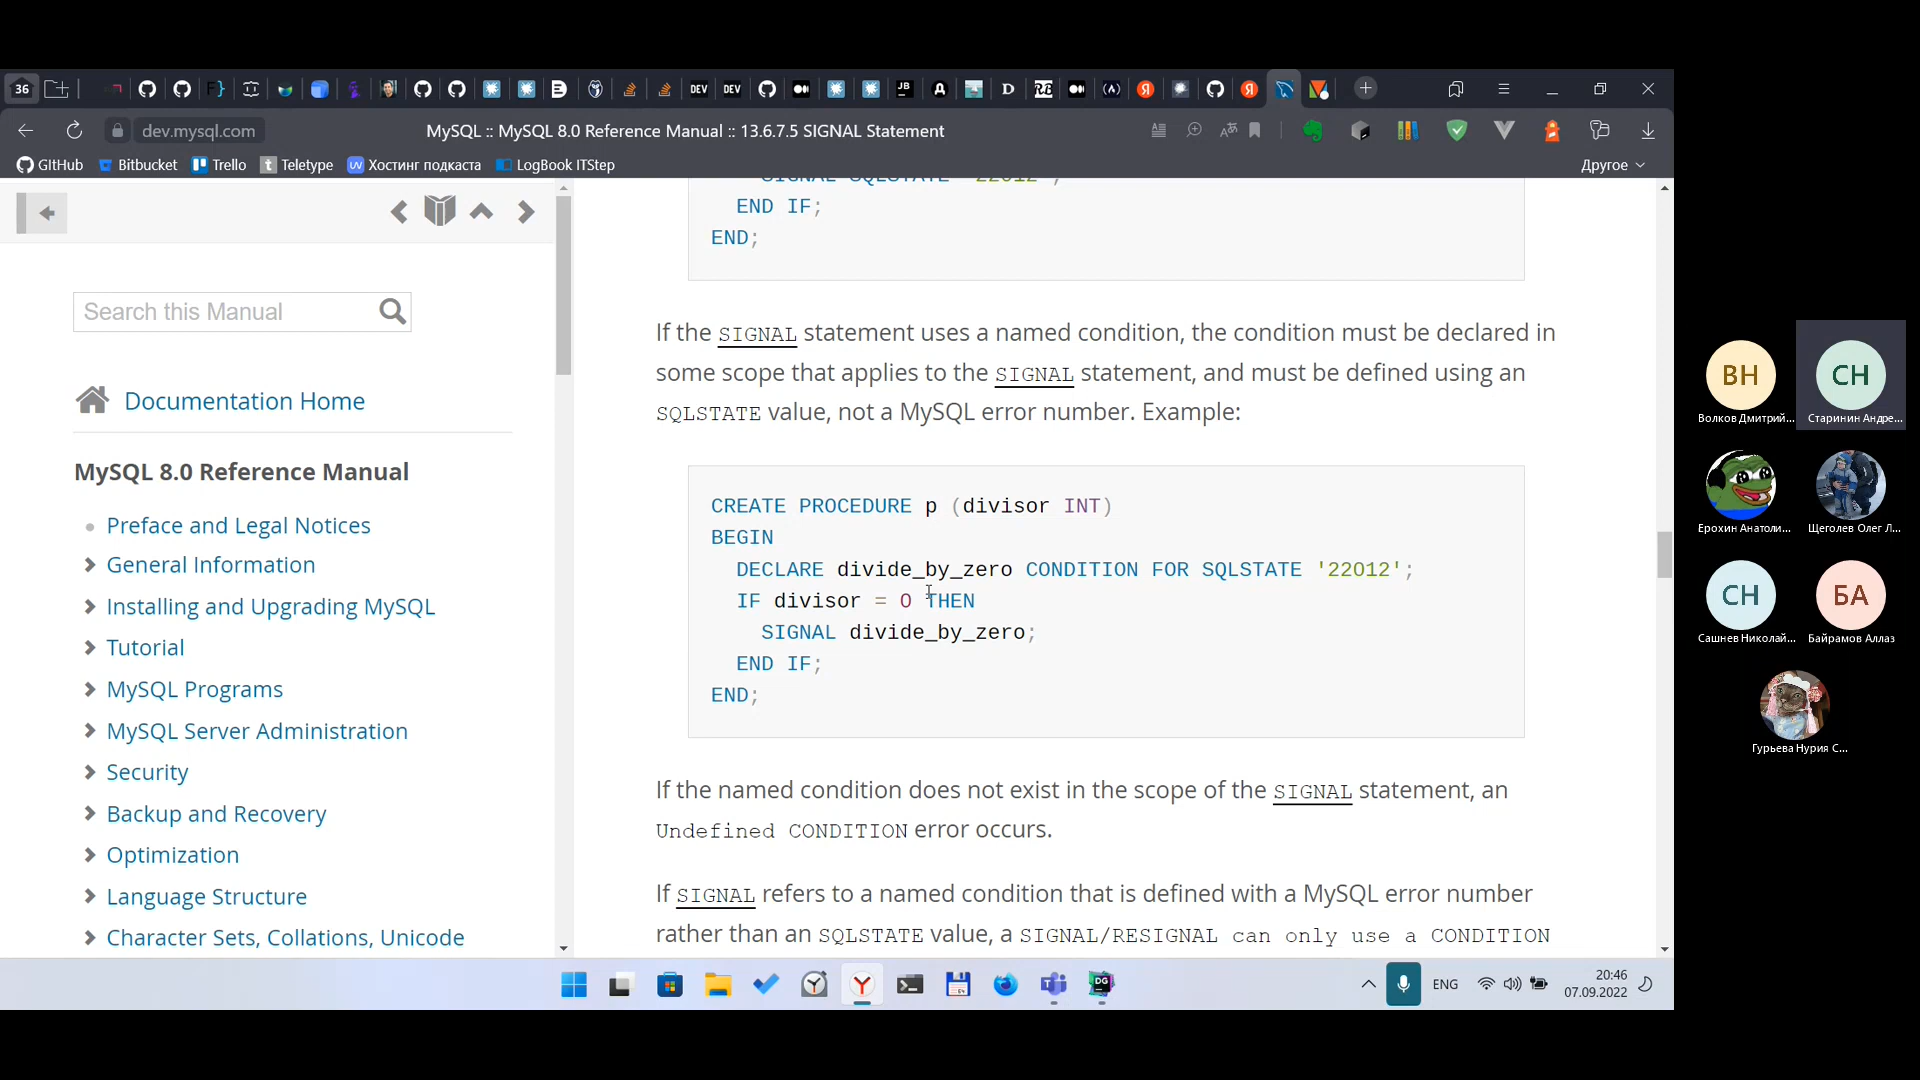 36
DEV
DEV
JB
dev.mysql.com
MySQL :: MySQL 8.0 Reference Manual :: 13.6.7.5 SIGNAL Statement
GItHub
Bitbucket
Trello
Teletype
Хостинг подкаста
LogBook ITStep
Другое
Search this Manual
Documentation Home
MySQL 8.0 Reference Manual
Preface and Legal Notices
General Information
Installing and Upgrading MySQL
Tutorial
MySQL Programs
MySQL Server Administration
Security
Backup and Recovery
Optimization
Language Structure
Character Sets, Collations, Unicode
SIGNAL SQLSTATE '22012';
END IF;
END;
If the SIGNAL statement uses a named condition, the condition must be declared in
some scope that applies to the SIGNAL statement, and must be defined using an
SQLSTATE value, not a MySQL error number. Example:
CREATE PROCEDURE p (divisor INT)
BEGIN
DECLARE divide_by_zero CONDITION FOR SQLSTATE '22012';
IF divisor = 0 THEN
SIGNAL divide_by_zero;
END IF;
END;
If the named condition does not exist in the scope of the SIGNAL statement, an
Undefined CONDITION error occurs.
If SIGNAL refers to a named condition that is defined with a MySQL error number
rather than an SQLSTATE value, a SIGNAL/RESIGNAL can only use a CONDITION
ВН
Волков Дмитрий...
СН
Старинин Андре...
Ерохин Анатоли...
Щеголев Олег Л...
СН
Сашнев Николай...
БА
Байрамов Аллаз
Гурьева Нурия С...
DG
ENG
20:46
07.09.2022